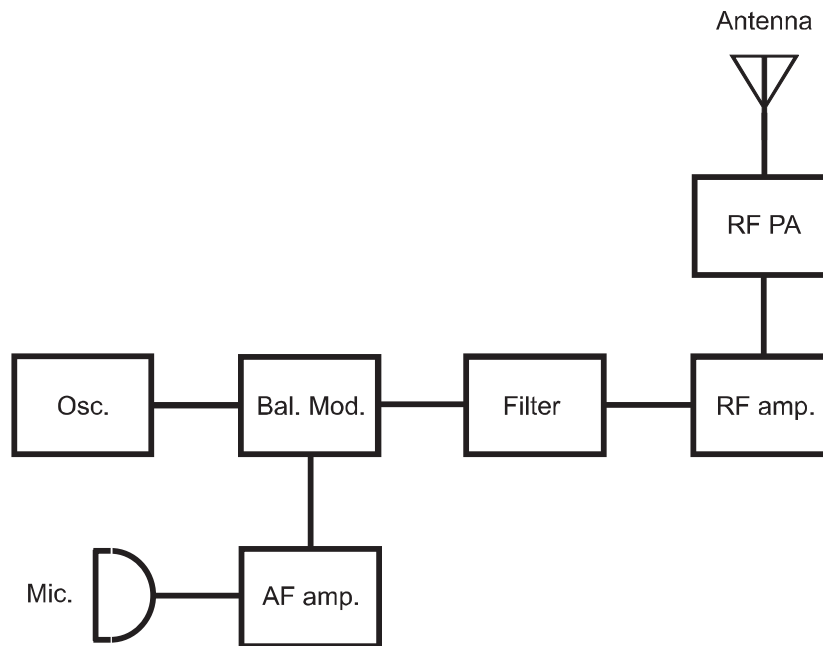 Antenna
RF PA
Osc.
Bal. Mod.
Filter
RF amp.
Mic.
AF amp.